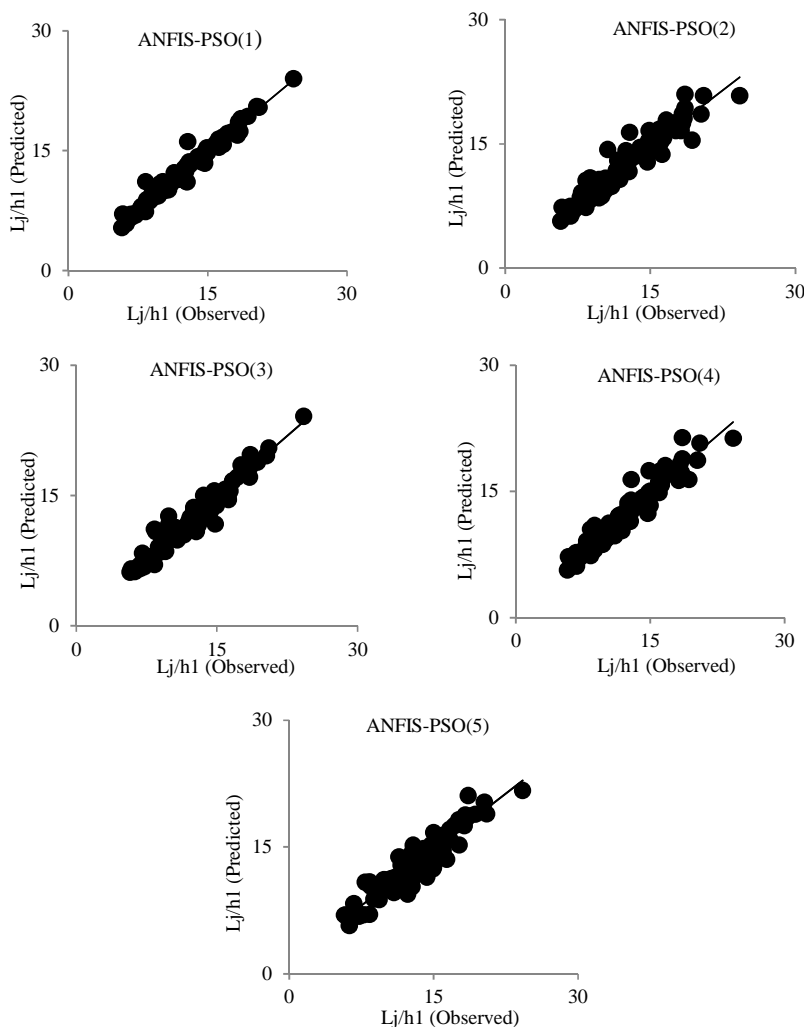 ANFIS-PSO(1)
30
15
0
0
15
30
Lj/h1 (Predicted)
Lj/h1 (Observed)
ANFIS-PSO(2)
30
15
0
0
15
30
Lj/h1 (Predicted)
Lj/h1 (Observed)
ANFIS-PSO(3)
30
15
0
0
15
30
Lj/h1 (Predicted)
Lj/h1 (Observed)
ANFIS-PSO(4)
30
15
0
0
15
30
Lj/h1 (Predicted)
Lj/h1 (Observed)
ANFIS-PSO(5)
30
15
0
0
15
30
Lj/h1 (Predicted)
Lj/h1 (Observed)